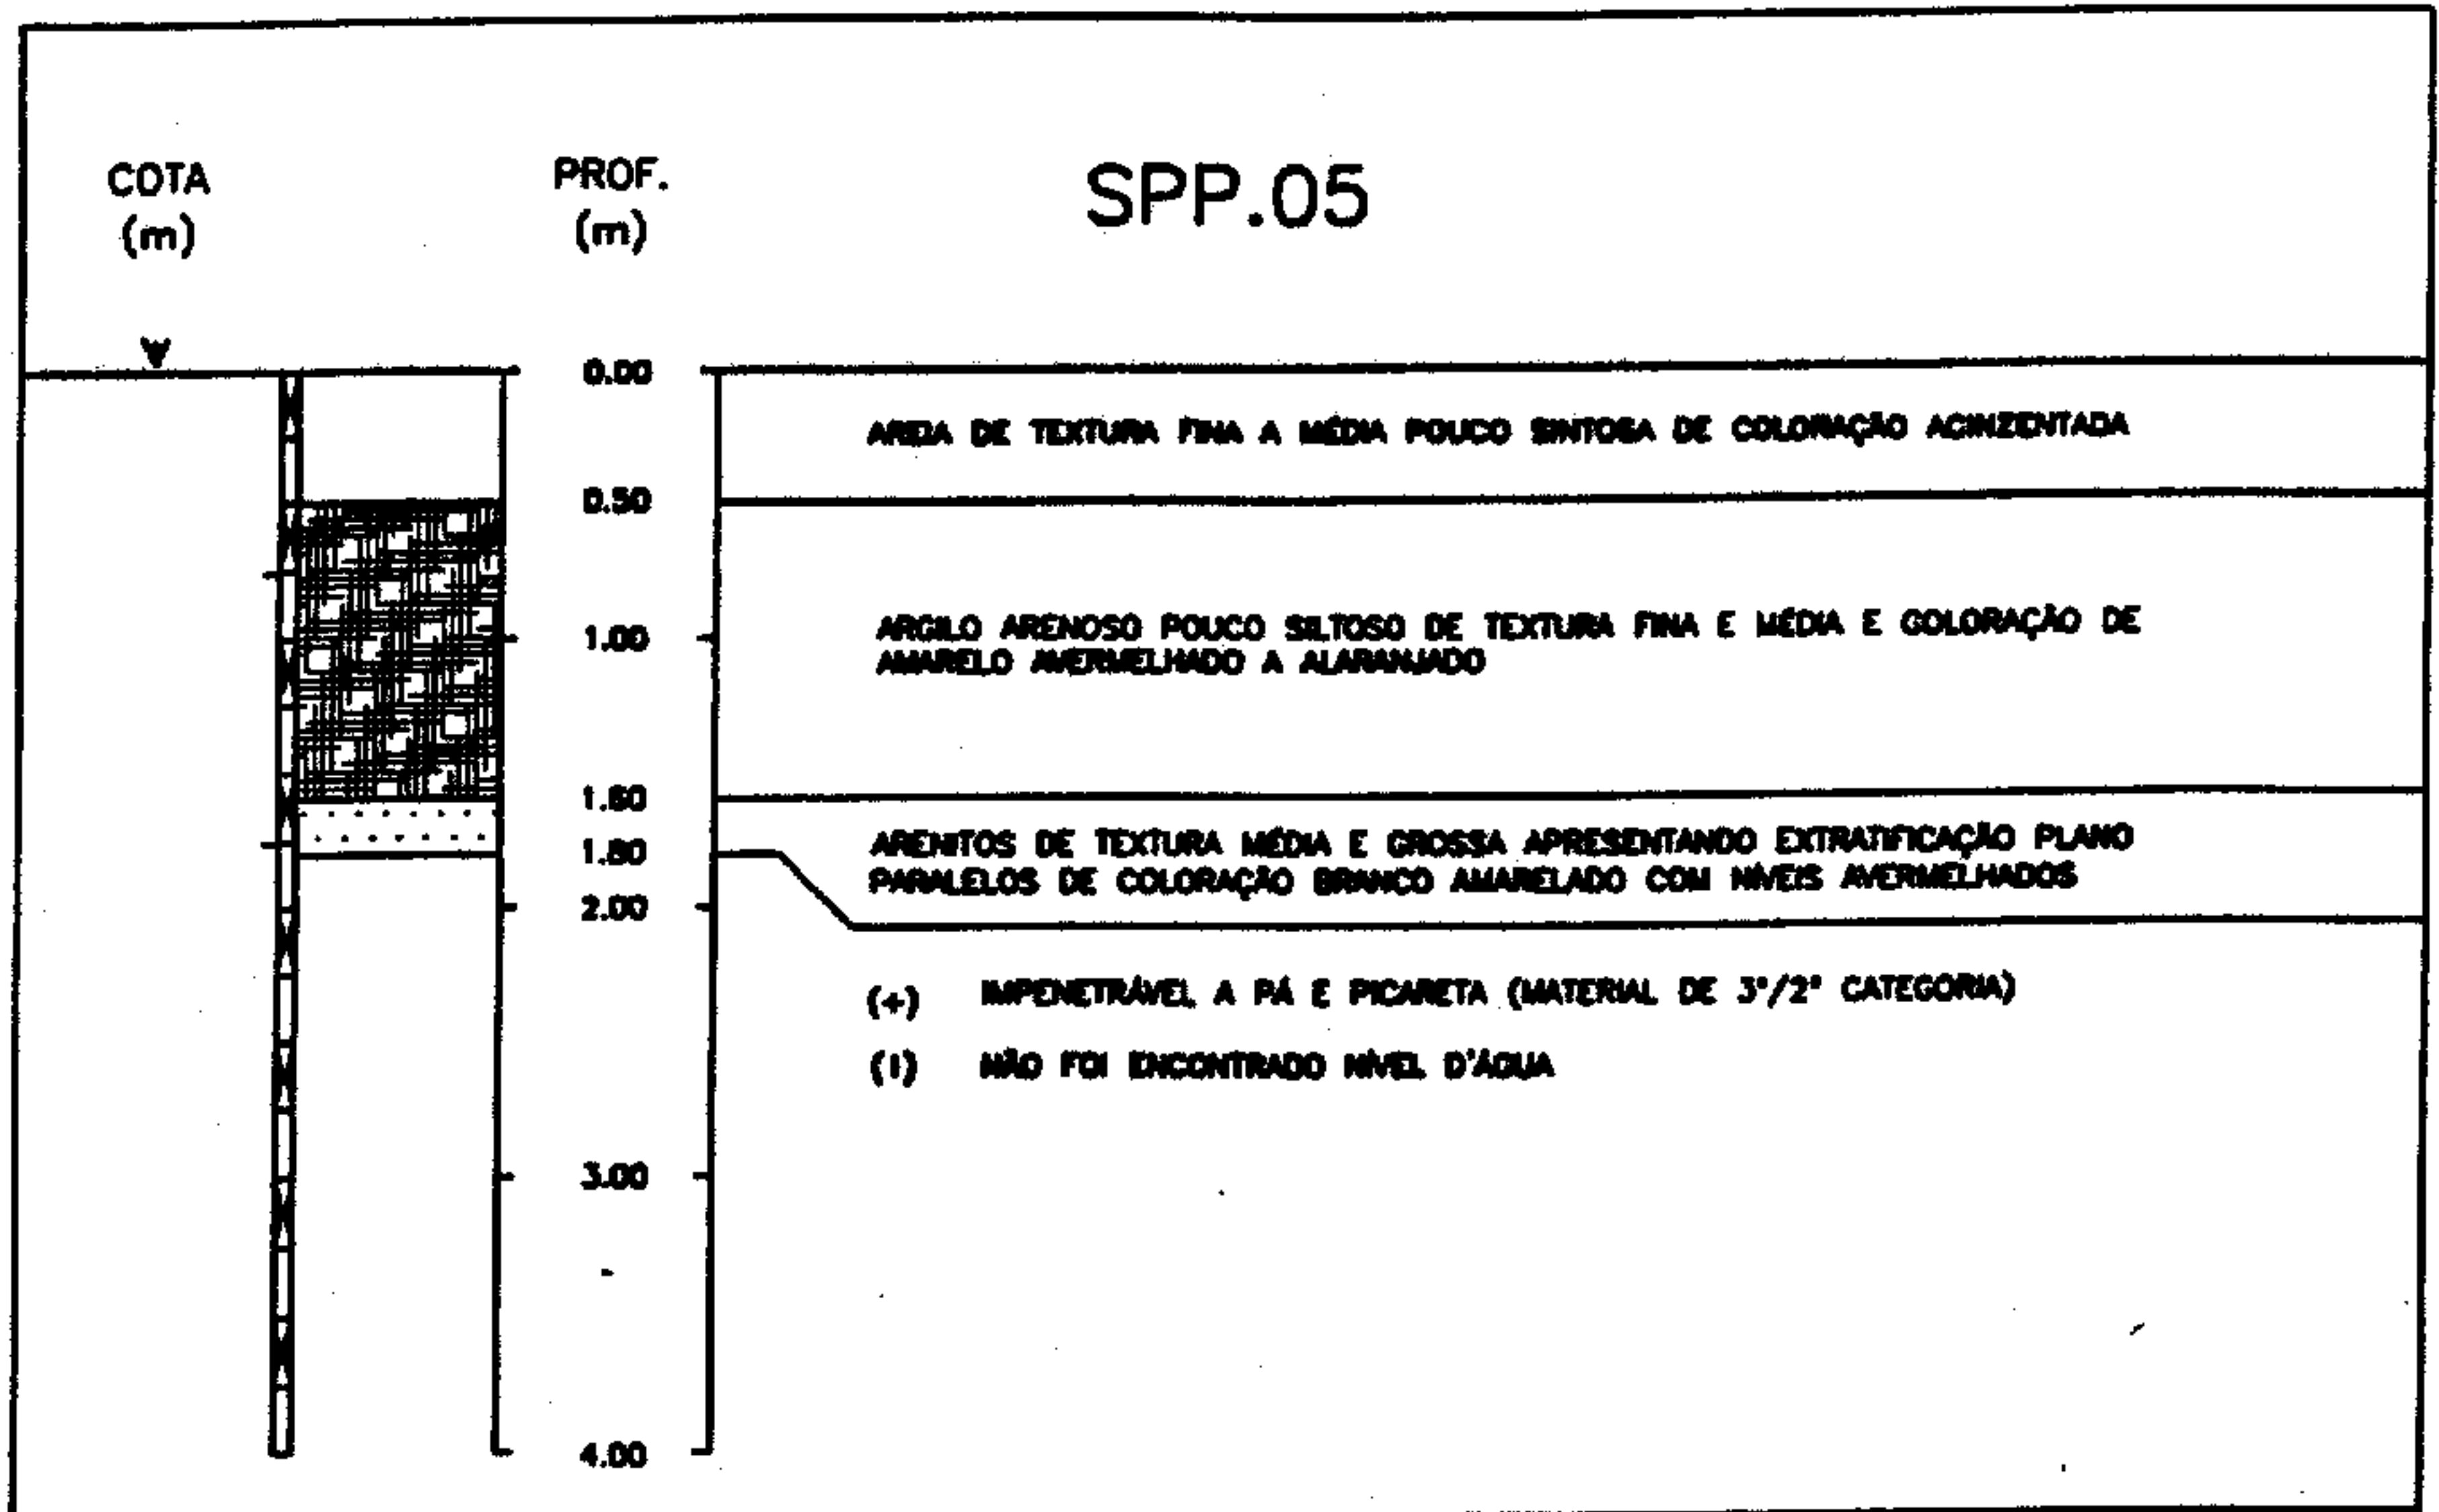 COTA
(m)
PROF.
(m)
SPP.05
0.00
AREIA DE TEXTURA FINA A MÉDIA POUCO SILTOSA DE COLORAÇÃO ACINZENTADA
0.50
1.00
ARGILO ARENOSO POUCO SILTOSO DE TEXTURA FINA E MÉDIA E COLORAÇÃO DE
AMARELO AVERMELHADO A ALARANJADO
1.60
1.80
ARENITOS DE TEXTURA MÉDIA E GROSSA APRESENTANDO EXTRATIFICAÇÃO PLANO
PARALELOS DE COLORAÇÃO BRANCO AMARELADO COM NÍVEIS AVERMELHADOS
2.00
(+) IMPENETRÁVEL A PÁ E PICARETA (MATERIAL DE 3ª/2ª CATEGORIA)
(I) NÃO FOI ENCONTRADO NÍVEL D'ÁGUA
3.00
4.00